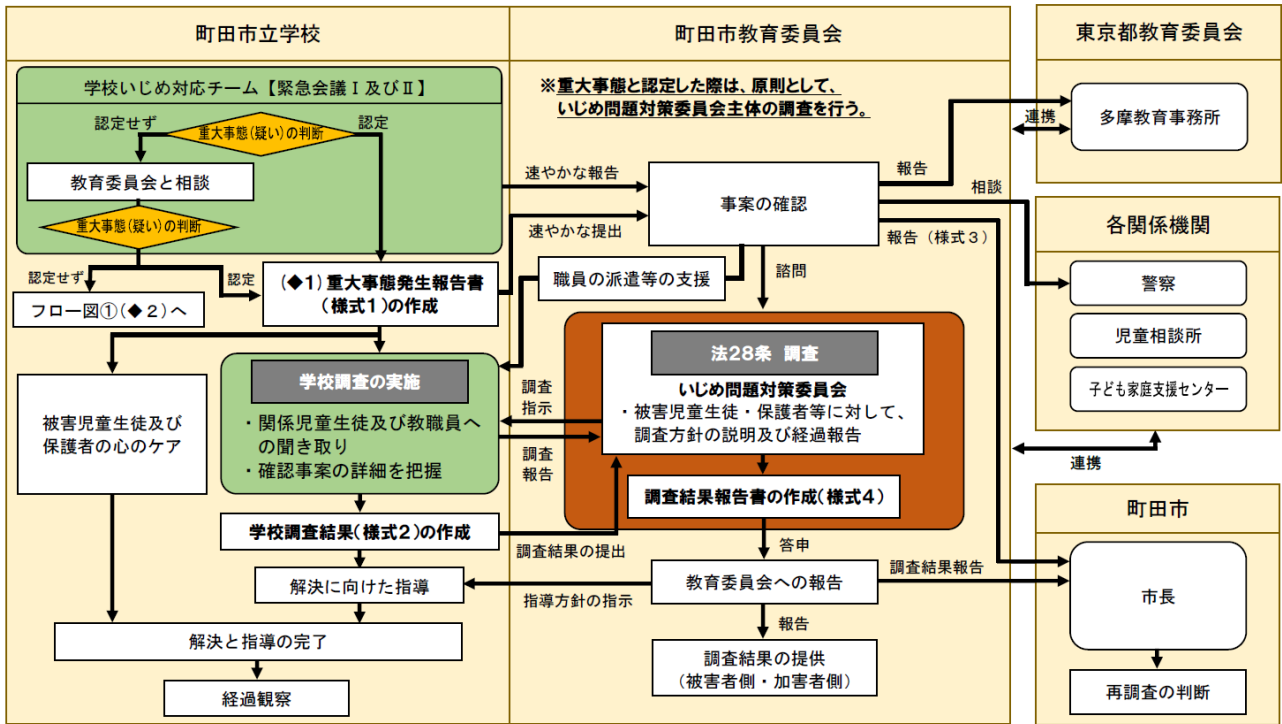 町田市立学校
学校いじめ対応チーム【緊急会議Ⅰ及びⅡ】
認定せず
重大事態(疑い)の判断
認定
教育委員会と相談
重大事態(疑い)の判断
認定せず
認定
フロー図①(◆2)へ
(◆1)重大事態発生報告書
(様式1)の作成
学校調査の実施
・関係児童生徒及び教職員へ
の聞き取り
・確認事案の詳細を把握
被害児童生徒及び
保護者の心のケア
学校調査結果(様式2)の作成
解決に向けた指導
解決と指導の完了
経過観察
町田市教育委員会
※重大事態と認定した際は、原則として、
いじめ問題対策委員会主体の調査を行う。
速やかな報告
速やかな提出
事案の確認
職員の派遣等の支援
諮問
報告
相談
報告(様式3)
法28条 調査
いじめ問題対策委員会
・被害児童生徒・保護者等に対して、
調査方針の説明及び経過報告
調査
指示
調査
報告
調査結果報告書の作成(様式4)
調査結果の提出
答申
教育委員会への報告
調査結果報告
指導方針の指示
報告
調査結果の提供
(被害者側・加害者側)
東京都教育委員会
連携
多摩教育事務所
各関係機関
警察
児童相談所
子ども家庭支援センター
連携
町田市
市長
再調査の判断